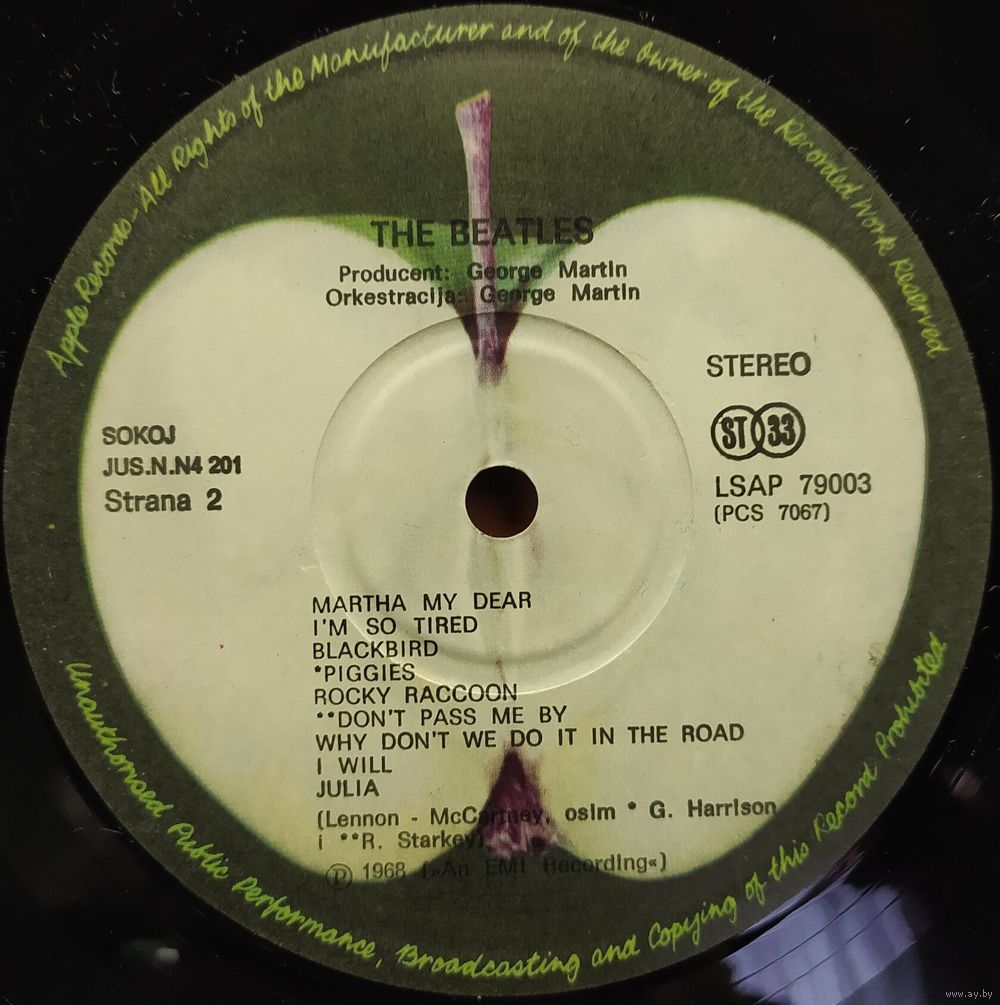 Apple Records-All Rights of the Manufacturer and of the Owner of the Recorded Work Reserved
THE BEATLES
Producent: George Martin
Orkestracija: George Martin
STEREO
ST 33
LSAP 79003
(PCS 7067)
SOKOJ
JUS.N.N4 201
Strana 2
MARTHA MY DEAR
I'M SO TIRED
BLACKBIRD
*PIGGIES
ROCKY RACCOON
**DON'T PASS ME BY
WHY DON'T WE DO IT IN THE ROAD
I WILL
JULIA
(Lennon - McCartney, osim * G. Harrison
i **R. Starkey)
Ⓟ 1968 (»An EMI Recording«)
Unauthorised Public Performance, Broadcasting and Copying of this Record Prohibited
www.ay.by